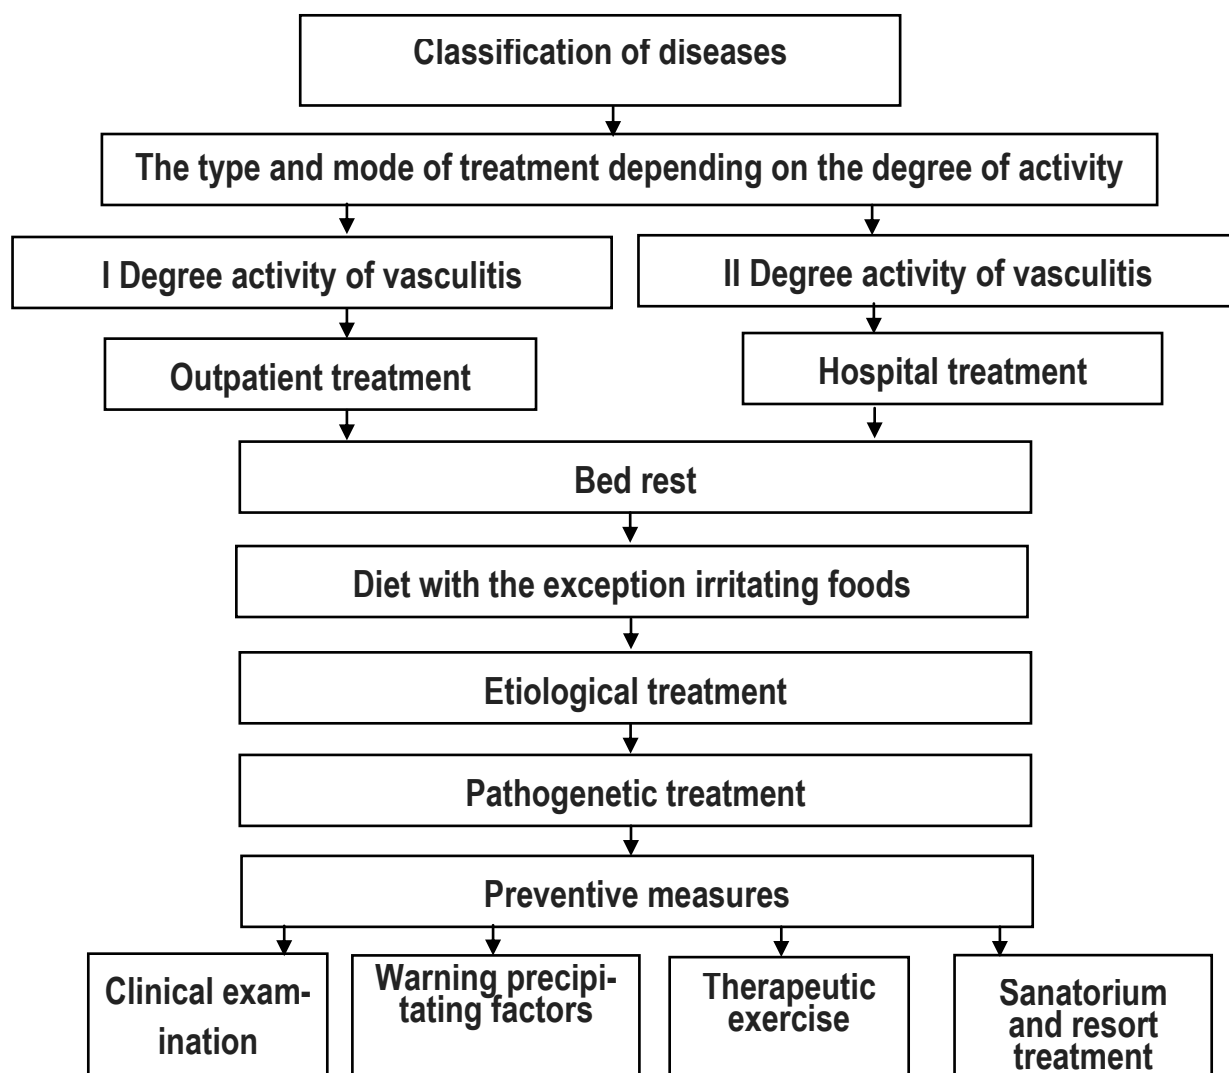 Classification of diseases
The type and mode of treatment depending on the degree of activity
I Degree activity of vasculitis
II Degree activity of vasculitis
Outpatient treatment
Hospital treatment
Bed rest
Diet with the exception irritating foods
Etiological treatment
Pathogenetic treatment
Preventive measures
Clinical exam-
ination
Warning precipi-
tating factors
Therapeutic
exercise
Sanatorium
and resort
treatment